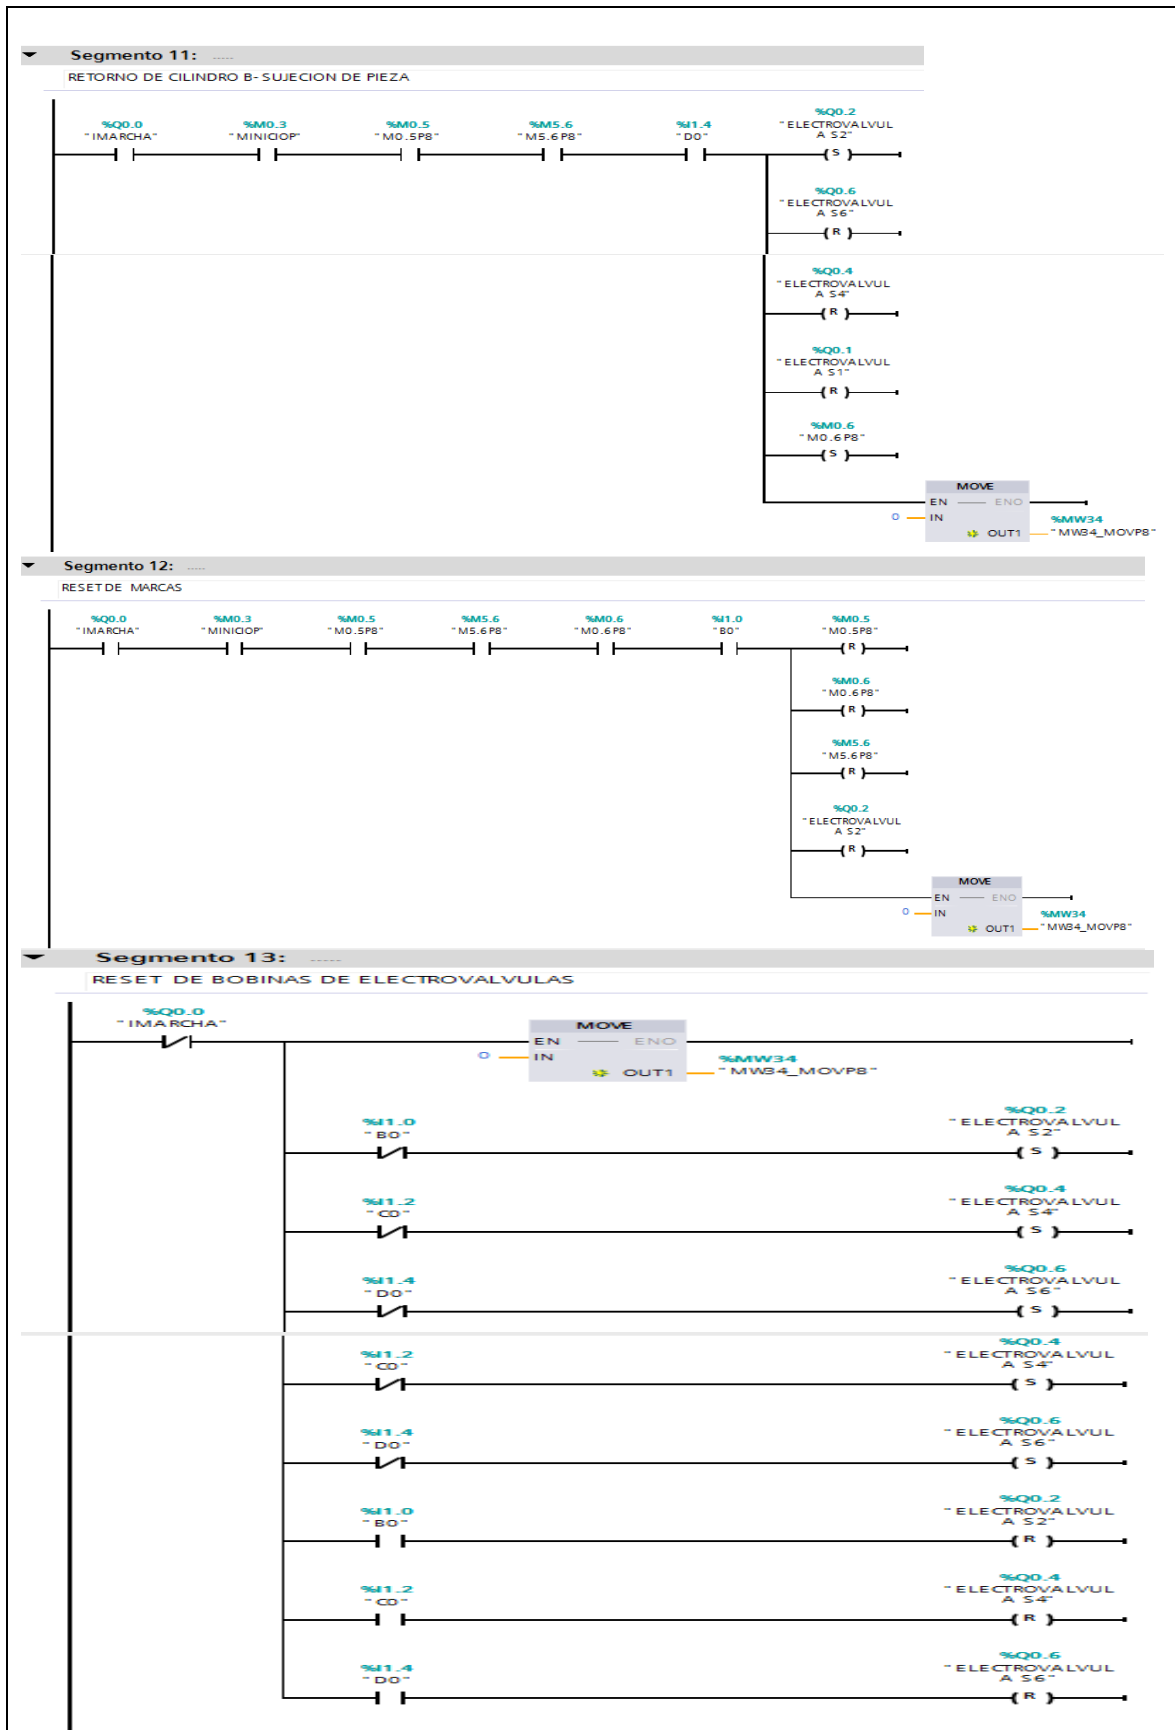 Segmento 11: .....
RETORNO DE CILINDRO B- SUJECION DE PIEZA
%Q0.0 %M0.3 %M0.5 %M5.6 %I1.4 %Q0.2
"IMARCHA" "MINICIOP" "M0.5P8" "M5.6P8" "D0" "ELECTROVALVUL
A S2"
S
%Q0.6
"ELECTROVALVUL
A S6"
R
%Q0.4
"ELECTROVALVUL
A S4"
R
%Q0.1
"ELECTROVALVUL
A S1"
R
%M0.6
"M0.6P8"
S
MOVE
EN ENO
0 IN %MW34
OUT1 "MW34_MOVP8"
Segmento 12: .....
RESET DE MARCAS
%Q0.0 %M0.3 %M0.5 %M5.6 %M0.6 %I1.0 %M0.5
"IMARCHA" "MINICIOP" "M0.5P8" "M5.6P8" "M0.6P8" "B0" "M0.5P8"
R
%M0.6
"M0.6P8"
R
%M5.6
"M5.6P8"
R
%Q0.2
"ELECTROVALVUL
A S2"
R
MOVE
EN ENO
0 IN %MW34
OUT1 "MW34_MOVP8"
Segmento 13: .....
RESET DE BOBINAS DE ELECTROVALVULAS
%Q0.0
"IMARCHA"
MOVE
EN ENO
0 IN %MW34
OUT1 "MW34_MOVP8"
%I1.0 %Q0.2
"B0" "ELECTROVALVUL
A S2"
S
%I1.2 %Q0.4
"C0" "ELECTROVALVUL
A S4"
S
%I1.4 %Q0.6
"D0" "ELECTROVALVUL
A S6"
S
%I1.2 %Q0.4
"C0" "ELECTROVALVUL
A S4"
S
%I1.4 %Q0.6
"D0" "ELECTROVALVUL
A S6"
S
%I1.0 %Q0.2
"B0" "ELECTROVALVUL
A S2"
R
%I1.2 %Q0.4
"C0" "ELECTROVALVUL
A S4"
R
%I1.4 %Q0.6
"D0" "ELECTROVALVUL
A S6"
R